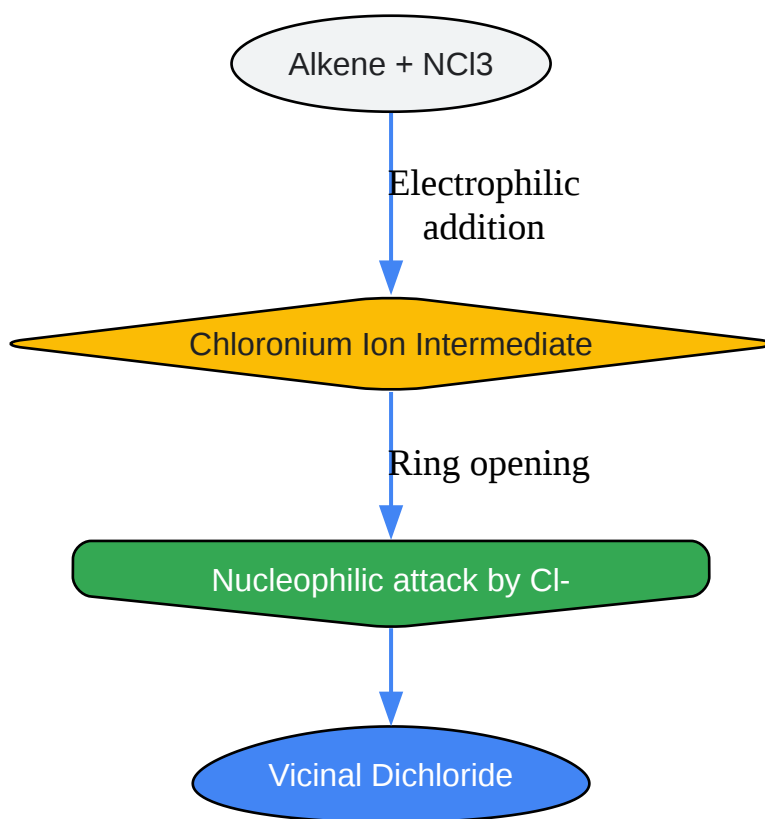 Alkene + NCl3
Electrophilic
addition
Chloronium Ion Intermediate
Ring opening
Nucleophilic attack by Cl-
Vicinal Dichloride